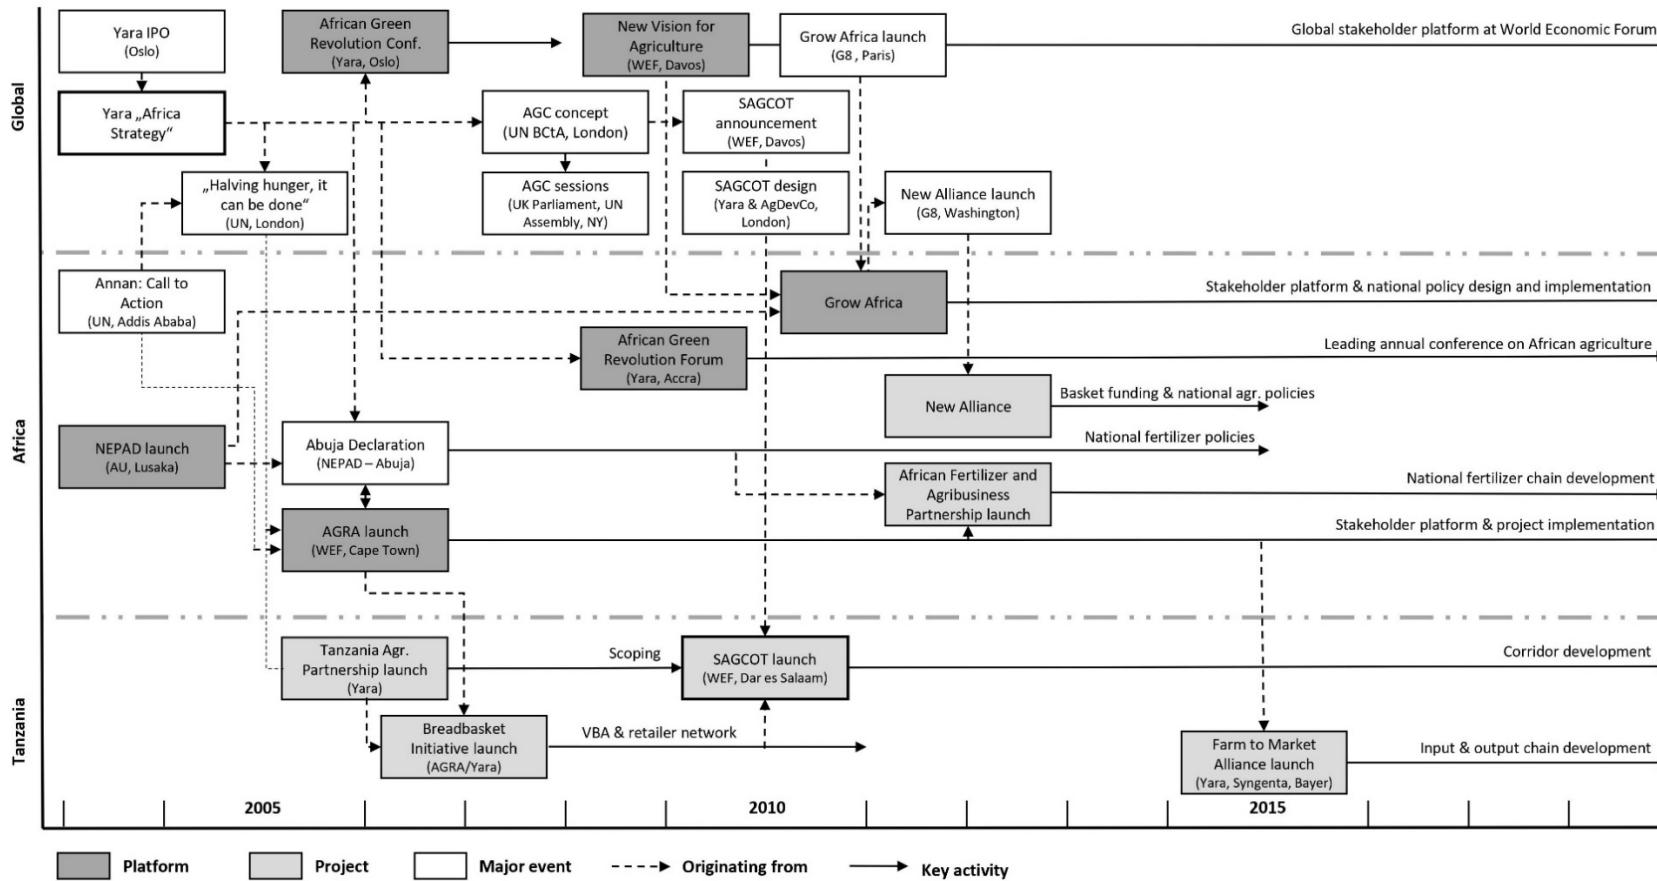 Global
Yara IPO
(Oslo)
African Green
Revolution Conf.
(Yara, Oslo)
New Vision for
Agriculture
(WEF, Davos)
Grow Africa launch
(G8 , Paris)
Global stakeholder platform at World Economic Forum
Yara „Africa
Strategy“
AGC concept
(UN BCtA, London)
SAGCOT
announcement
(WEF, Davos)
„Halving hunger, it
can be done“
(UN, London)
AGC sessions
(UK Parliament, UN
Assembly, NY)
SAGCOT design
(Yara & AgDevCo,
London)
New Alliance launch
(G8, Washington)
Africa
Annan: Call to
Action
(UN, Addis Ababa)
Grow Africa
Stakeholder platform & national policy design and implementation
African Green
Revolution Forum
(Yara, Accra)
Leading annual conference on African agriculture
New Alliance
Basket funding & national agr. policies
NEPAD launch
(AU, Lusaka)
Abuja Declaration
(NEPAD – Abuja)
National fertilizer policies
African Fertilizer and
Agribusiness
Partnership launch
National fertilizer chain development
AGRA launch
(WEF, Cape Town)
Stakeholder platform & project implementation
Tanzania
Tanzania Agr.
Partnership launch
(Yara)
Scoping
SAGCOT launch
(WEF, Dar es Salaam)
Corridor development
Breadbasket
Initiative launch
(AGRA/Yara)
VBA & retailer network
Farm to Market
Alliance launch
(Yara, Syngenta, Bayer)
Input & output chain development
2005
2010
2015
Platform
Project
Major event
Originating from
Key activity